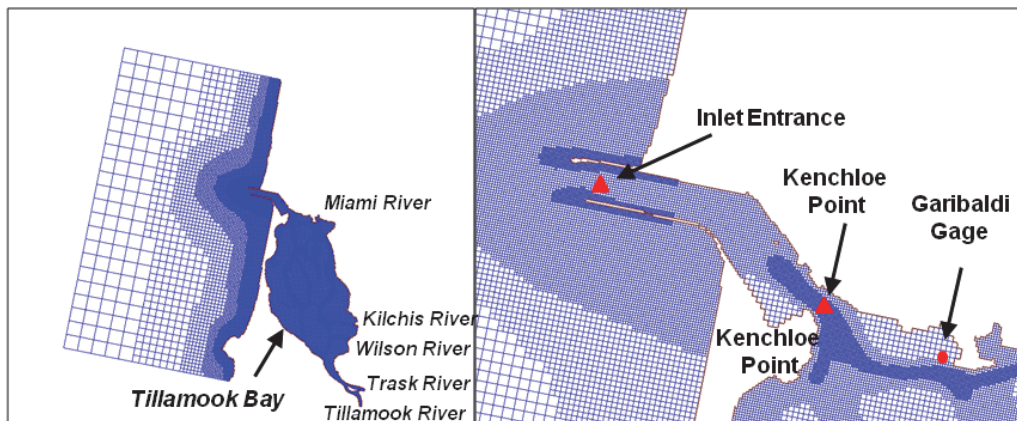 Miami River
Kilchis River
Wilson River
Trask River
Tillamook River
Tillamook Bay
Inlet Entrance
Kenchloe
Point
Garibaldi
Gage
Kenchloe
Point